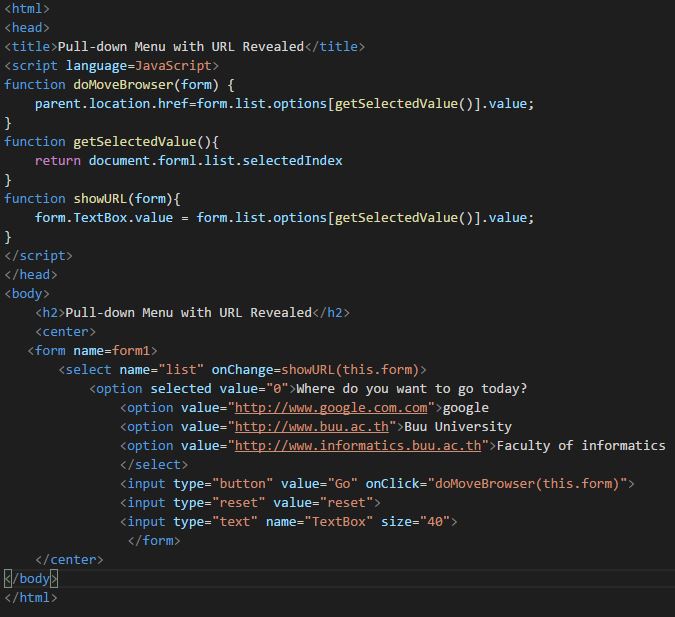 <html>
<head>
<title>Pull-down Menu with URL Revealed</title>
<script language=JavaScript>
function doMoveBrowser(form) {
    parent.location.href=form.list.options[getSelectedValue()].value;
}
function getSelectedValue(){
    return document.forml.list.selectedIndex
}
function showURL(form){
    form.TextBox.value = form.list.options[getSelectedValue()].value;
}
</script>
</head>
<body>
    <h2>Pull-down Menu with URL Revealed</h2>
    <center>
   <form name=form1>
       <select name="list" onChange=showURL(this.form)>
           <option selected value="0">Where do you want to go today?
               <option value="http://www.google.com.com">google
               <option value="http://www.buu.ac.th">Buu University
               <option value="http://www.informatics.buu.ac.th">Faculty of informatics
               </select>
               <input type="button" value="Go" onClick="doMoveBrowser(this.form)">
               <input type="reset" value="reset">
               <input type="text" name="TextBox" size="40">
                </form>
    </center>
</body>
</html>